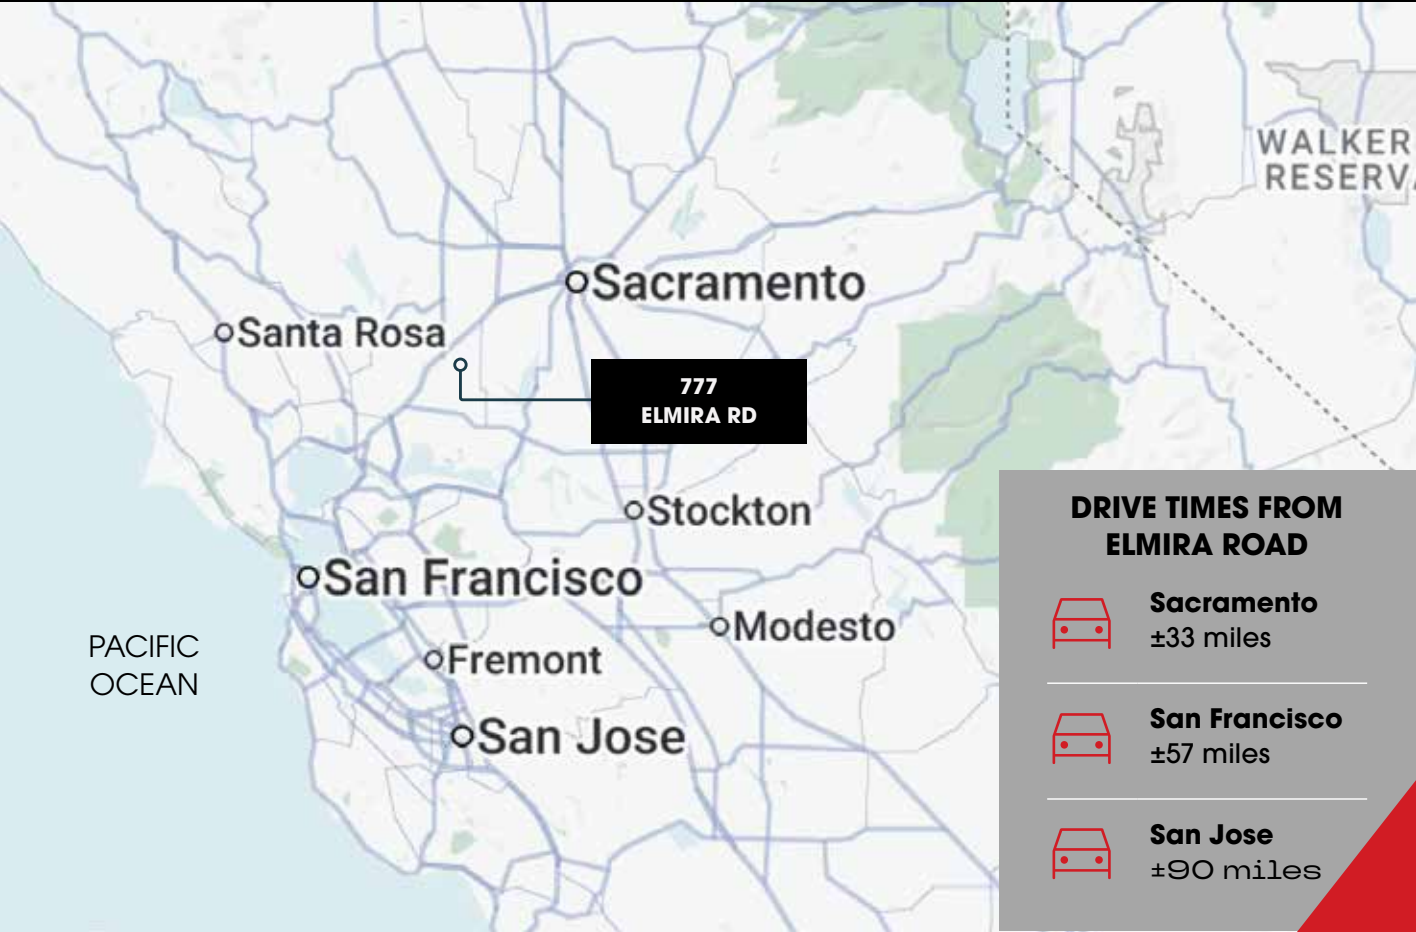 WALKER
RESERVA
Sacramento
Santa Rosa
777
ELMIRA RD
Stockton
San Francisco
Modesto
Fremont
San Jose
PACIFIC
OCEAN
DRIVE TIMES FROM
ELMIRA ROAD
Sacramento
±33 miles
San Francisco
±57 miles
San Jose
±90 miles